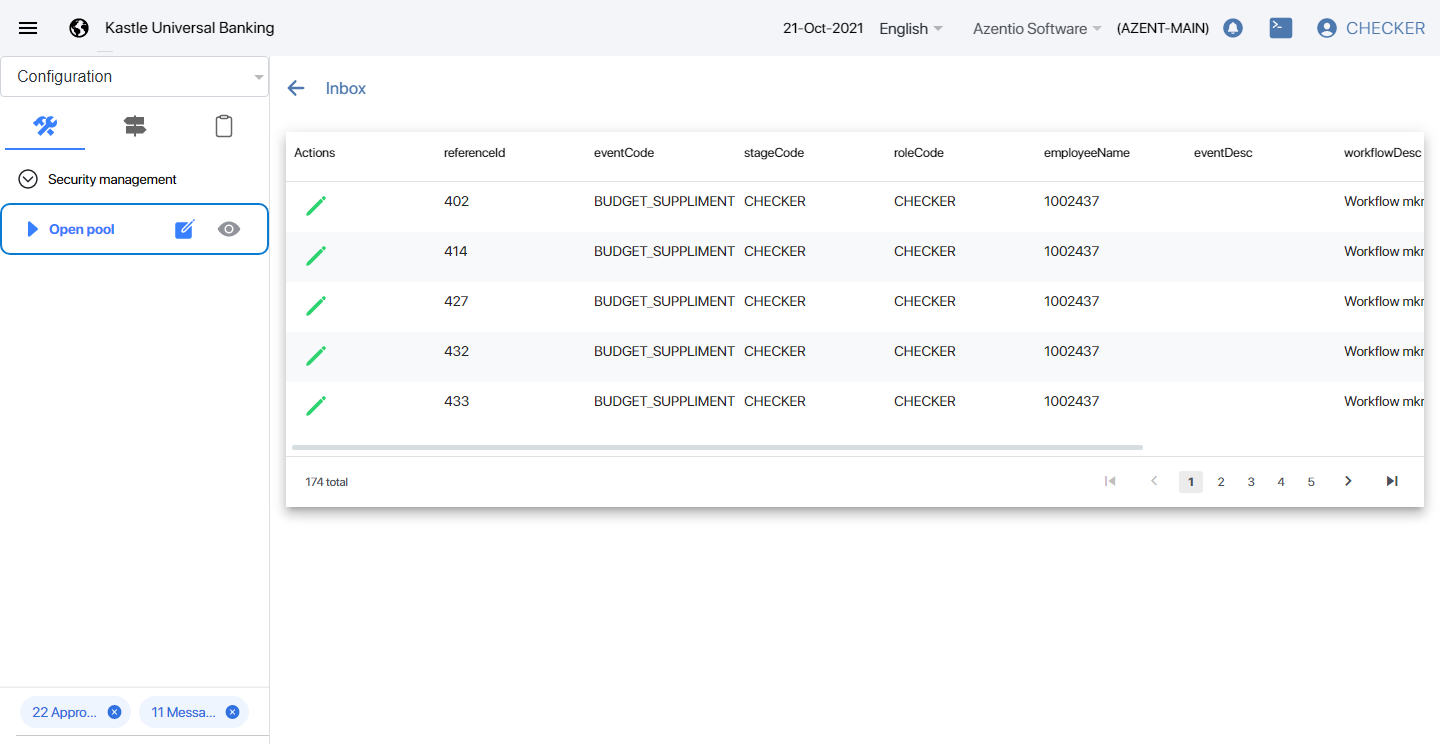 Kastle Universal Banking 21-Oct-2021 English Azentio Software (AZENT-MAIN) CHECKER
Configuration
Security management
Open pool
22 Appro... 11 Messa...
Inbox
Actions referenceId eventCode stageCode roleCode employeeName eventDesc workflowDesc
402 BUDGET_SUPPLIMENT CHECKER CHECKER 1002437 Workflow mkr
414 BUDGET_SUPPLIMENT CHECKER CHECKER 1002437 Workflow mkr
427 BUDGET_SUPPLIMENT CHECKER CHECKER 1002437 Workflow mkr
432 BUDGET_SUPPLIMENT CHECKER CHECKER 1002437 Workflow mkr
433 BUDGET_SUPPLIMENT CHECKER CHECKER 1002437 Workflow mkr
174 total 1 2 3 4 5